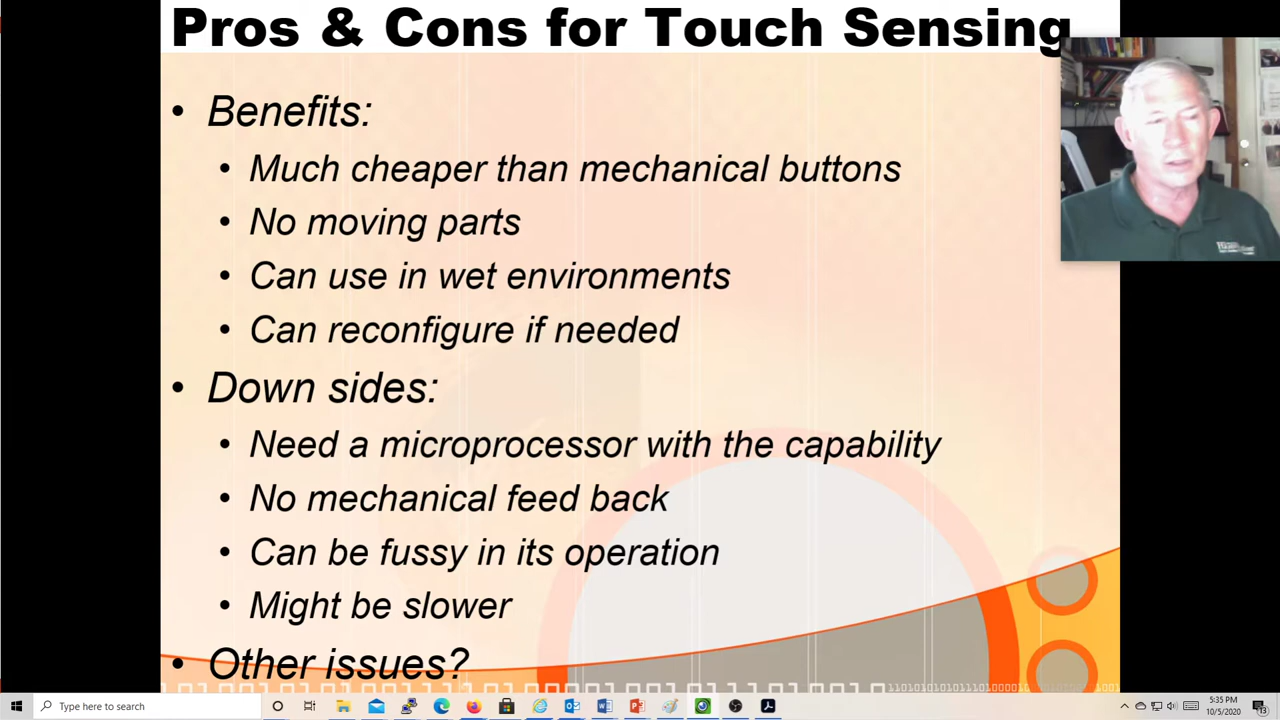 Pros & Cons for Touch Sensing
• Benefits:
• Much cheaper than mechanical buttons
• No moving parts
• Can use in wet environments
• Can reconfigure if needed
• Down sides:
• Need a microprocessor with the capability
• No mechanical feed back
• Can be fussy in its operation
• Might be slower
• Other issues?
Type here to search
5:35 PM
10/5/2020